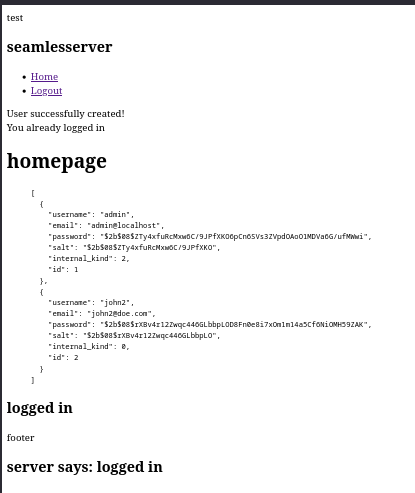 test
seamlesserver
Home
Logout
User successfully created!
You already logged in
homepage
[
{
"username": "admin",
"email": "admin@localhost",
"password": "$2b$08$ZTy4xfuRcMxw6C/9JPfXKO6pCn6SVs3ZVpdOAoO1MDVa6G/ufMWwi",
"salt": "$2b$08$ZTy4xfuRcMxw6C/9JPfXKO",
"internal_kind": 2,
"id": 1
},
{
"username": "john2",
"email": "john2@doe.com",
"password": "$2b$08$rXBv4r12Zwqc446GLbbpLOD8Fn0e8i7xOm1m14a5Cf6NiOMH59ZAK",
"salt": "$2b$08$rXBv4r12Zwqc446GLbbpLO",
"internal_kind": 0,
"id": 2
}
]
logged in
footer
server says: logged in